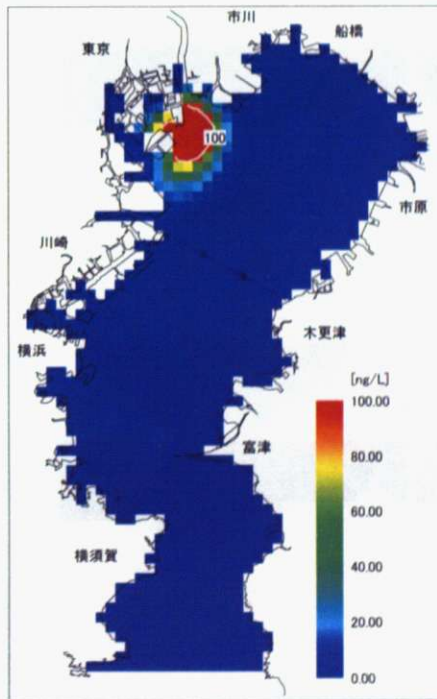 市川
船橋
東京
100
市原
川崎
木更津
横浜
[ng/L]
100.00
富津
80.00
60.00
横須賀
40.00
20.00
0.00